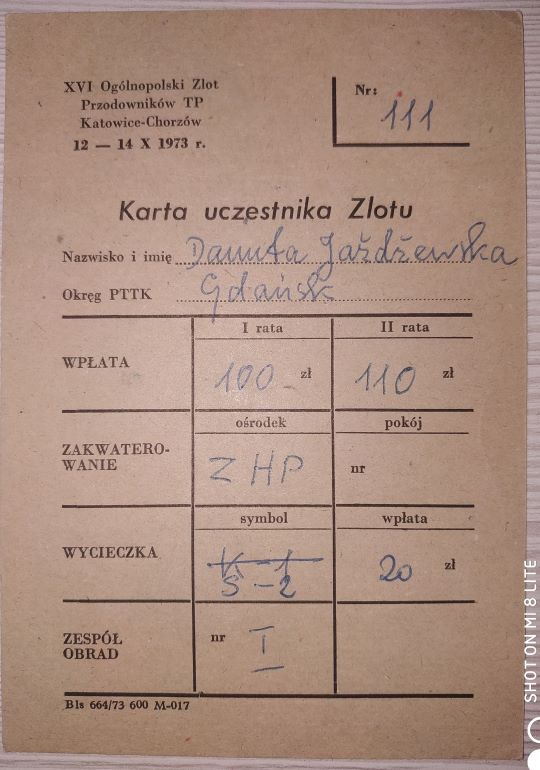 XVI Ogólnopolski Zlot
Przodowników TP
Katowice-Chorzów
12 — 14 X 1973 r.
Nr: 111
Karta uczestnika Zlotu
Nazwisko i imię Danuta Jażdżewska
Okręg PTTK Gdańsk
I rata II rata
WPŁATA 100 zł 110 zł
ośrodek pokój
ZAKWATERO-
WANIE ZHP nr
symbol wpłata
WYCIECZKA K-1 20 zł
S-2
ZESPÓŁ
OBRAD nr I
Bls 664/73 600 M-017
SHOT ON MI 8 LITE